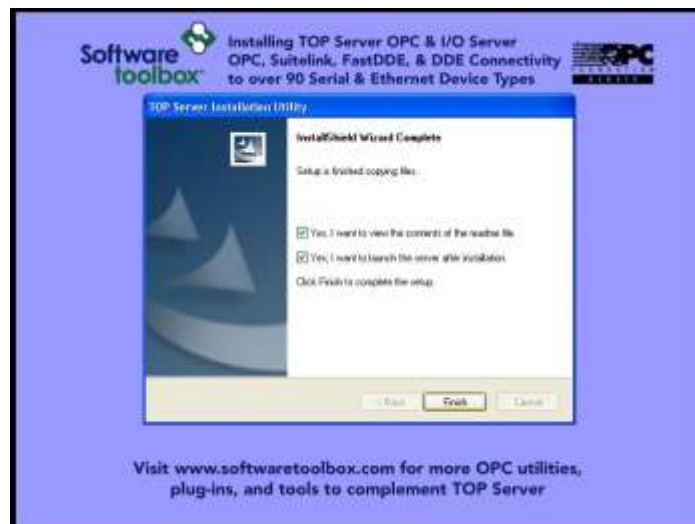 Software
toolbox
Installing TOP Server OPC & I/O Server
OPC, Suitelink, FastDDE, & DDE Connectivity
to over 90 Serial & Ethernet Device Types
OPC
FOUNDATION
TOP Server Installation Utility
InstallShield Wizard Complete
Setup is finished copying files.
Yes, I want to view the contents of the readme file.
Yes, I want to launch the server after installation.
Click Finish to complete the setup.
< Back
Finish
Cancel
Visit www.softwaretoolbox.com for more OPC utilities,
plug-ins, and tools to complement TOP Server